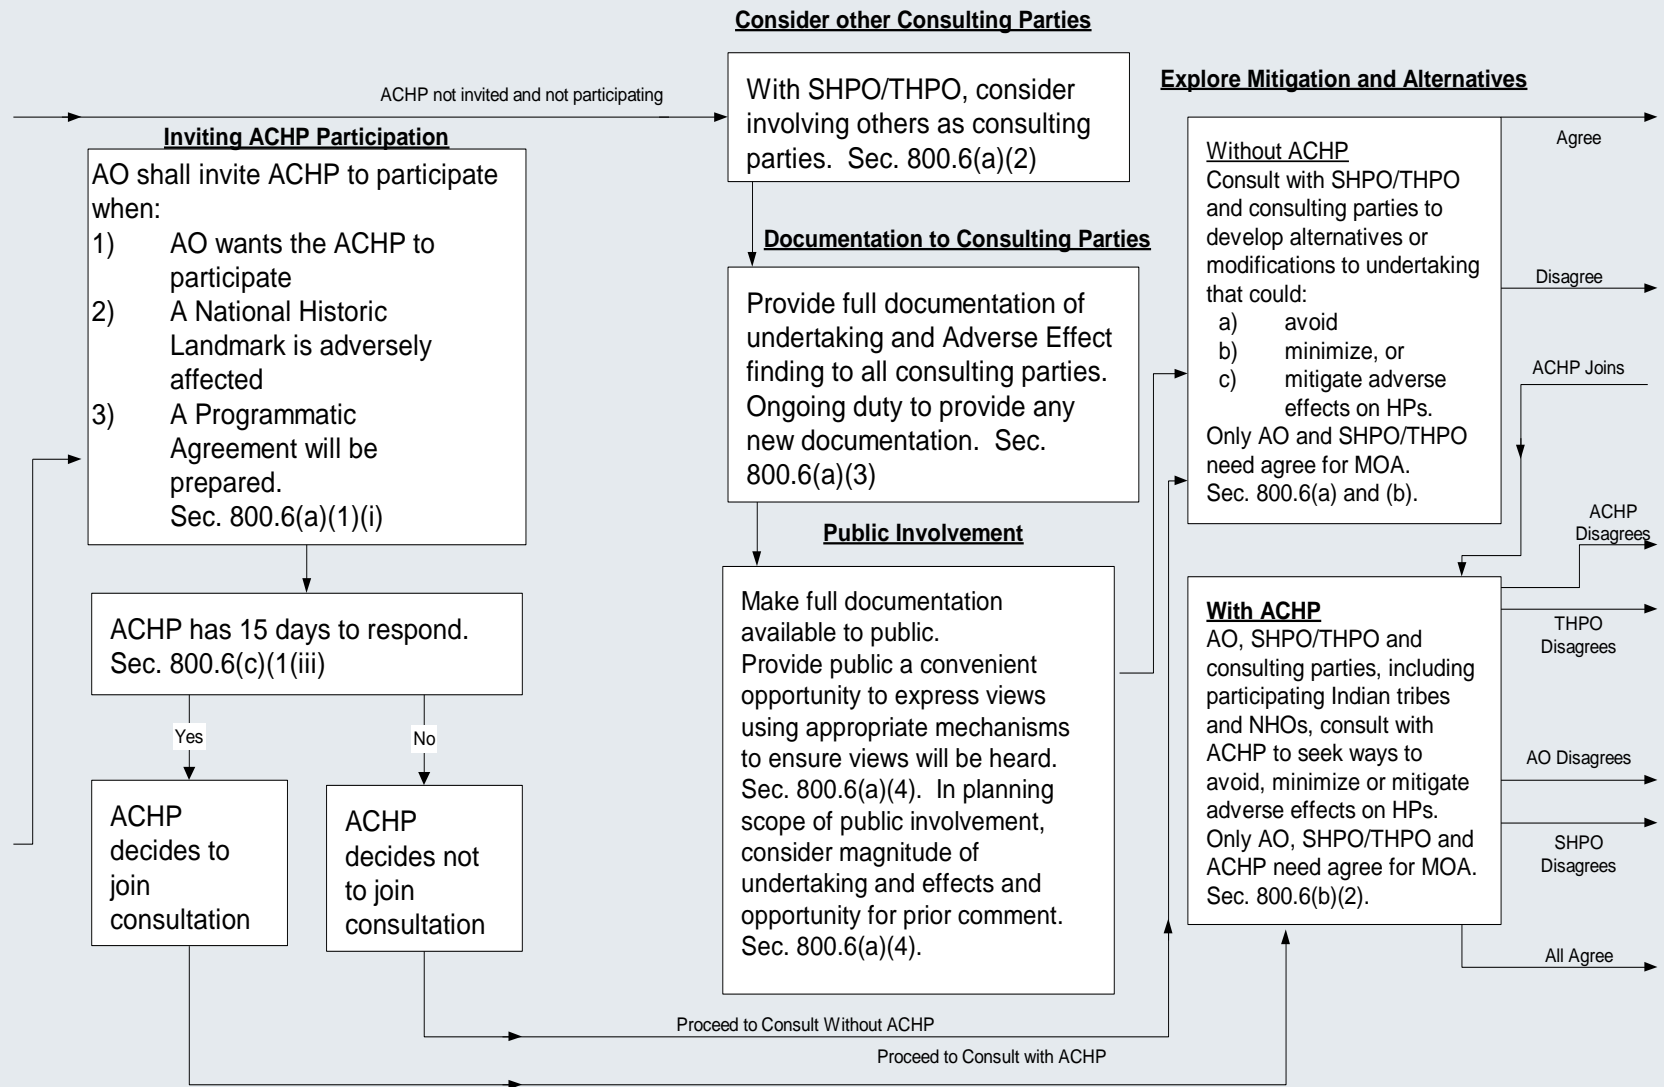 Consider other Consulting Parties
ACHP not invited and not participating
With SHPO/THPO, consider
involving others as consulting
parties.  Sec. 800.6(a)(2)
Inviting ACHP Participation
AO shall invite ACHP to participate
when:
1) AO wants the ACHP to
participate
2) A National Historic
Landmark is adversely
affected
3) A Programmatic
Agreement will be
prepared.
Sec. 800.6(a)(1)(i)
ACHP has 15 days to respond.
Sec. 800.6(c)(1(iii)
Yes
No
ACHP
decides to
join
consultation
ACHP
decides not
to join
consultation
Documentation to Consulting Parties
Provide full documentation of
undertaking and Adverse Effect
finding to all consulting parties.
Ongoing duty to provide any
new documentation.  Sec.
800.6(a)(3)
Public Involvement
Make full documentation
available to public.
Provide public a convenient
opportunity to express views
using appropriate mechanisms
to ensure views will be heard.
Sec. 800.6(a)(4).  In planning
scope of public involvement,
consider magnitude of
undertaking and effects and
opportunity for prior comment.
Sec. 800.6(a)(4).
Proceed to Consult Without ACHP
Proceed to Consult with ACHP
Explore Mitigation and Alternatives
Without ACHP
Consult with SHPO/THPO
and consulting parties to
develop alternatives or
modifications to undertaking
that could:
a) avoid
b) minimize, or
c) mitigate adverse
effects on HPs.
Only AO and SHPO/THPO
need agree for MOA.
Sec. 800.6(a) and (b).
Agree
Disagree
ACHP Joins
With ACHP
AO, SHPO/THPO and
consulting parties, including
participating Indian tribes
and NHOs, consult with
ACHP to seek ways to
avoid, minimize or mitigate
adverse effects on HPs.
Only AO, SHPO/THPO and
ACHP need agree for MOA.
Sec. 800.6(b)(2).
ACHP
Disagrees
THPO
Disagrees
AO Disagrees
SHPO
Disagrees
All Agree